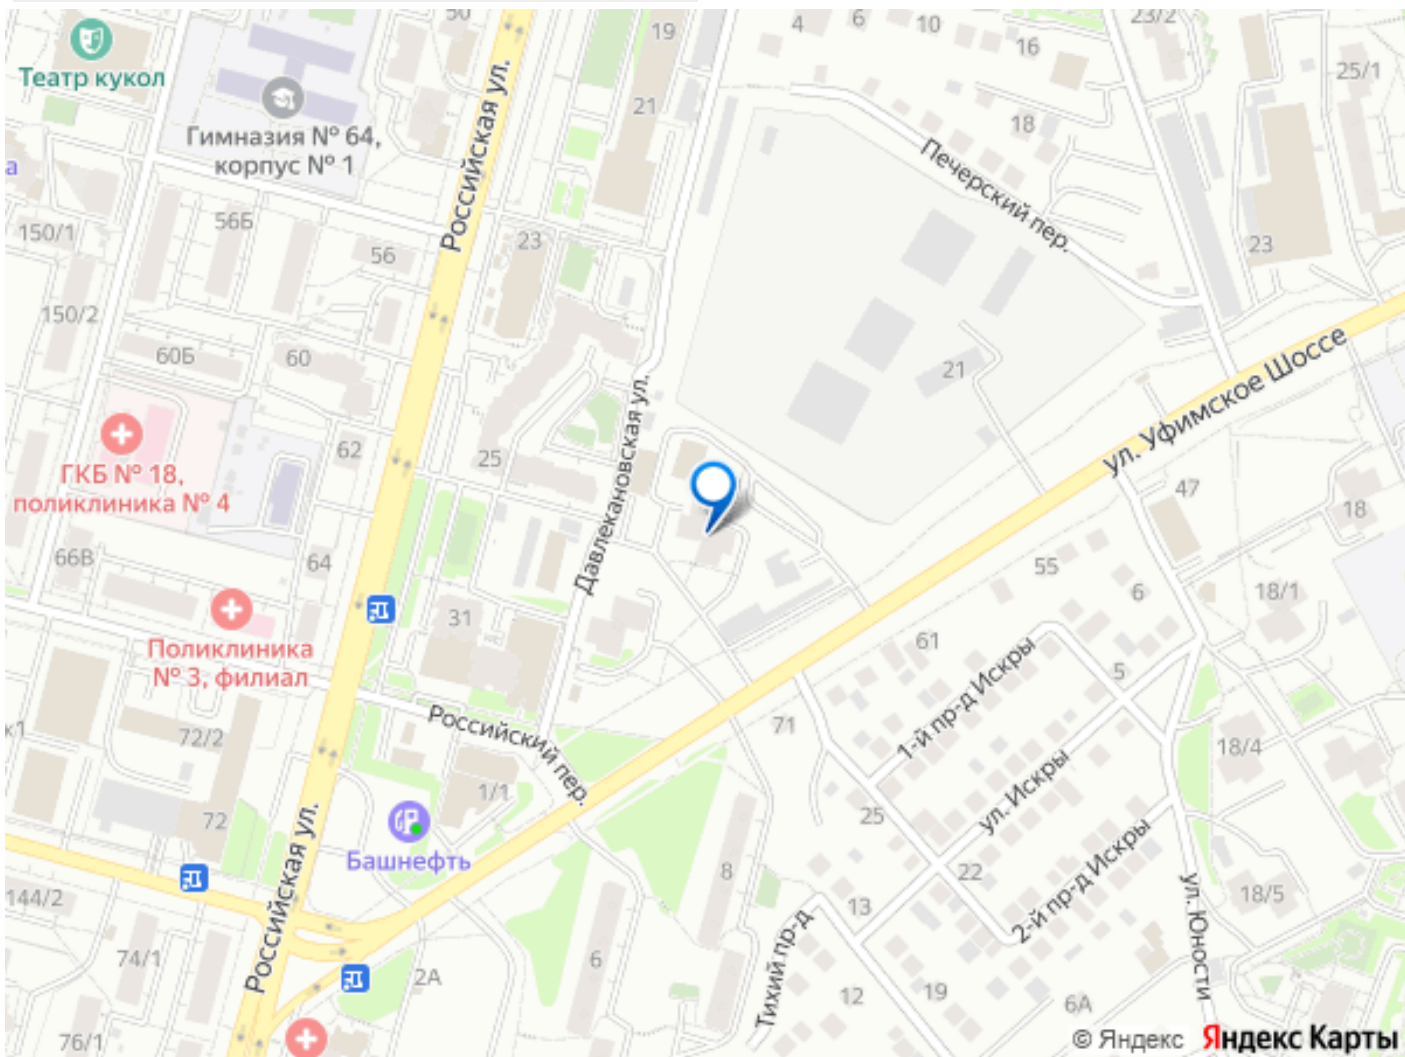 50
19
4
6
10
16
23/2
25/1
Театр кукол
Гимназия № 64,
корпус № 1
Российская ул.
21
18
Печерский пер.
а
150/1
56Б
56
23
23
150/2
60Б
60
21
ул. Уфимское Шоссе
Давлекановская ул.
62
25
ГКБ № 18,
поликлиника № 4
47
18
66В
64
55
6
18/1
31
61
Поликлиника
№ 3, филиал
1-й пр-д Искры
5
к1
72/2
Российский пер.
71
18/4
ул. Искры
72
1/1
25
Башнефть
Российская ул.
8
22
2-й пр-д Искры
144/2
13
18/5
ул. Юности
74/1
2А
6
Тихий пр-д
12
19
6А
76/1
© Яндекс Яндекс Карты